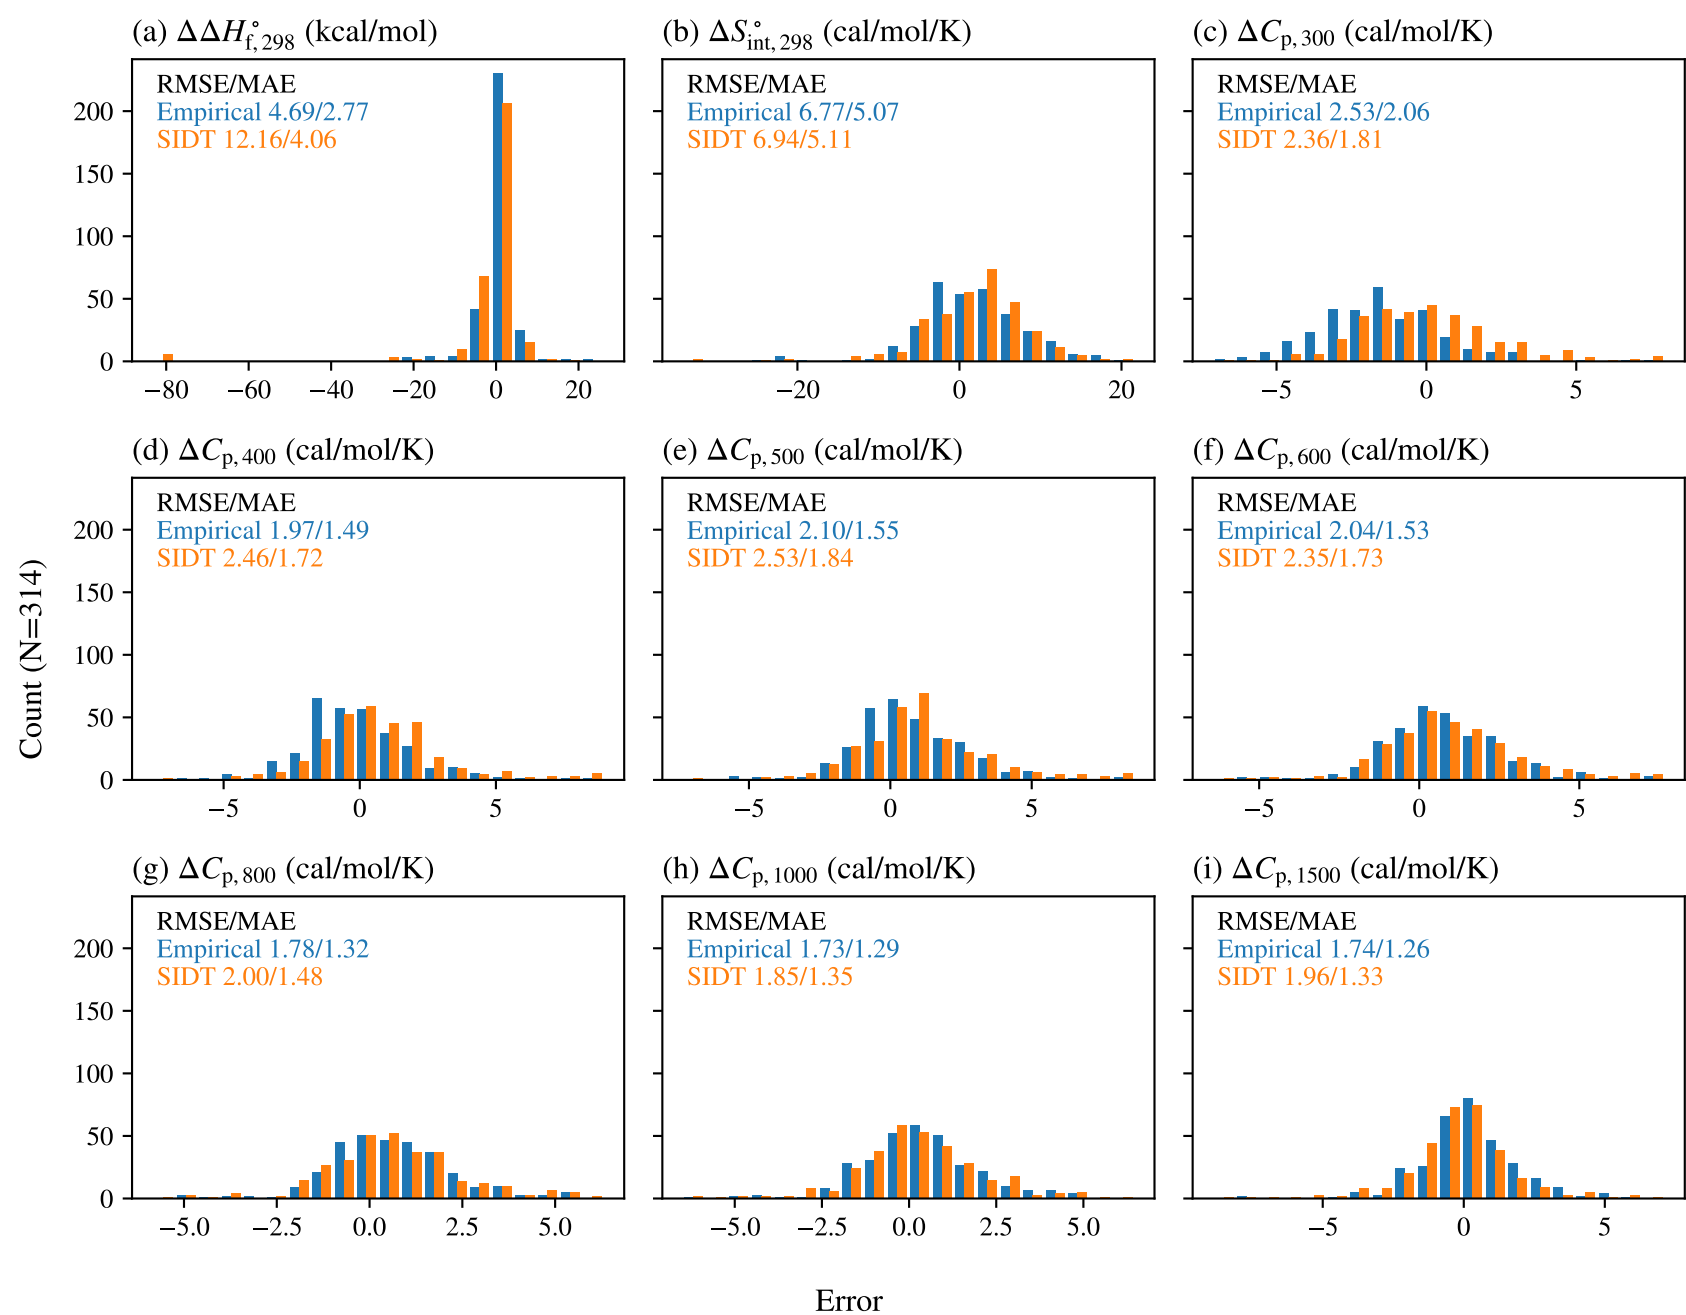 (a) ΔΔH°f,298 (kcal/mol)
RMSE/MAE
Empirical 4.69/2.77
SIDT 12.16/4.06
200
150
100
50
0
−80 −60 −40 −20 0 20
(b) ΔS°int,298 (cal/mol/K)
RMSE/MAE
Empirical 6.77/5.07
SIDT 6.94/5.11
−20 0 20
(c) ΔCp,300 (cal/mol/K)
RMSE/MAE
Empirical 2.53/2.06
SIDT 2.36/1.81
−5 0 5
(d) ΔCp,400 (cal/mol/K)
RMSE/MAE
Empirical 1.97/1.49
SIDT 2.46/1.72
200
150
100
50
0
−5 0 5
(e) ΔCp,500 (cal/mol/K)
RMSE/MAE
Empirical 2.10/1.55
SIDT 2.53/1.84
−5 0 5
(f) ΔCp,600 (cal/mol/K)
RMSE/MAE
Empirical 2.04/1.53
SIDT 2.35/1.73
−5 0 5
Count (N=314)
(g) ΔCp,800 (cal/mol/K)
RMSE/MAE
Empirical 1.78/1.32
SIDT 2.00/1.48
200
150
100
50
0
−5.0 −2.5 0.0 2.5 5.0
(h) ΔCp,1000 (cal/mol/K)
RMSE/MAE
Empirical 1.73/1.29
SIDT 1.85/1.35
−5.0 −2.5 0.0 2.5 5.0
(i) ΔCp,1500 (cal/mol/K)
RMSE/MAE
Empirical 1.74/1.26
SIDT 1.96/1.33
−5 0 5
Error